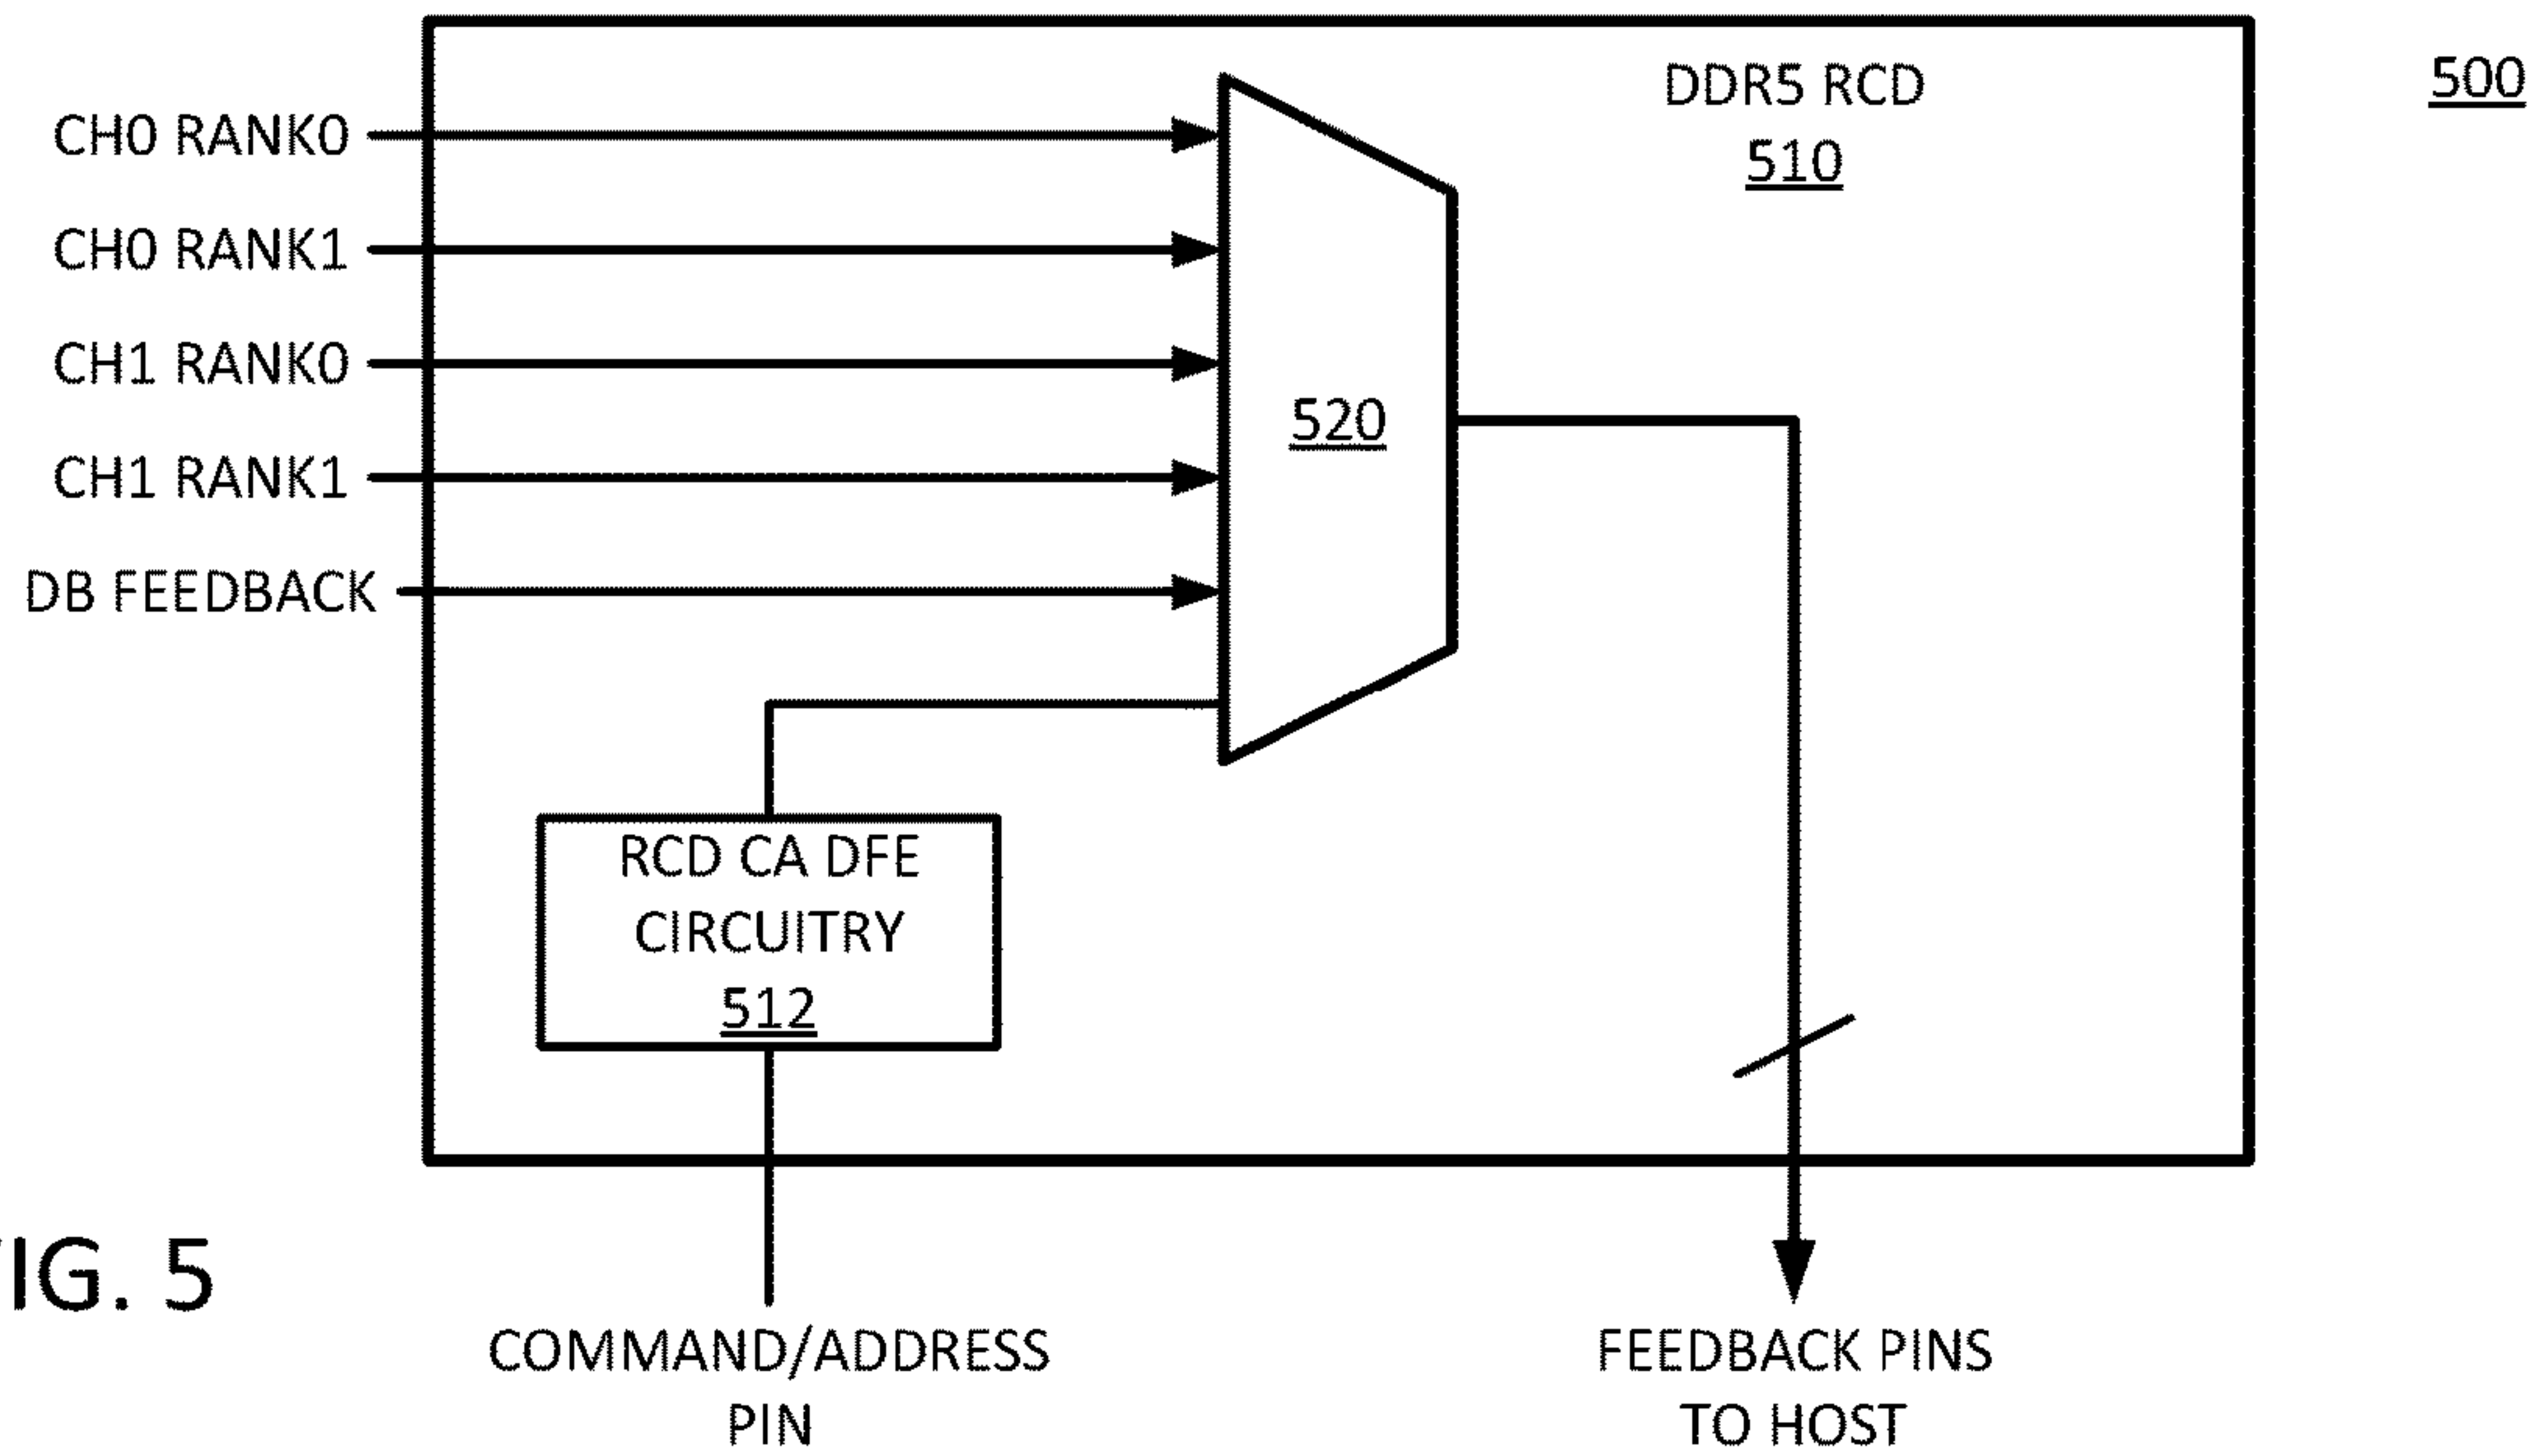 DDR5 RCD
510
500
CH0 RANK0
CH0 RANK1
CH1 RANK0
CH1 RANK1
DB FEEDBACK
520
RCD CA DFE
CIRCUITRY
512
IG. 5
COMMAND/ADDRESS
PIN
FEEDBACK PINS
TO HOST